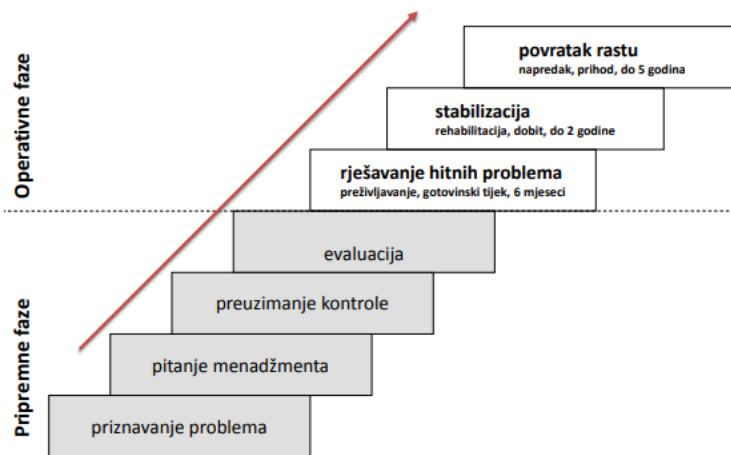 Operativne faze
povratak rastu
napredak, prihod, do 5 godina
stabilizacija
rehabilitacija, dobit, do 2 godine
rješavanje hitnih problema
preživljavanje, gotovinski tijek, 6 mjeseci
Pripremne faze
evaluacija
preuzimanje kontrole
pitanje menadžmenta
priznavanje problema